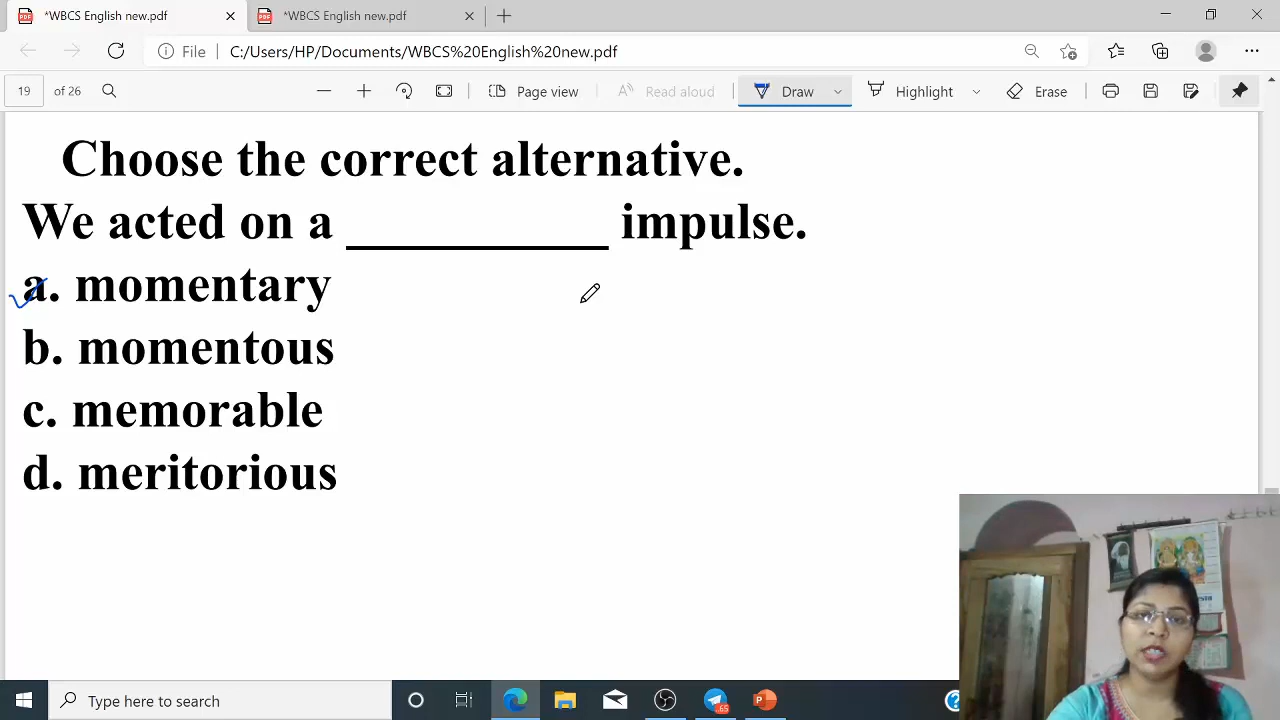 *WBCS English new.pdf
*WBCS English new.pdf
File
C:/Users/HP/Documents/WBCS%20English%20new.pdf
19 of 26
Page view
Read aloud
Draw
Highlight
Erase
Choose the correct alternative.
We acted on a __________ impulse.
a. momentary
b. momentous
c. memorable
d. meritorious
Type here to search